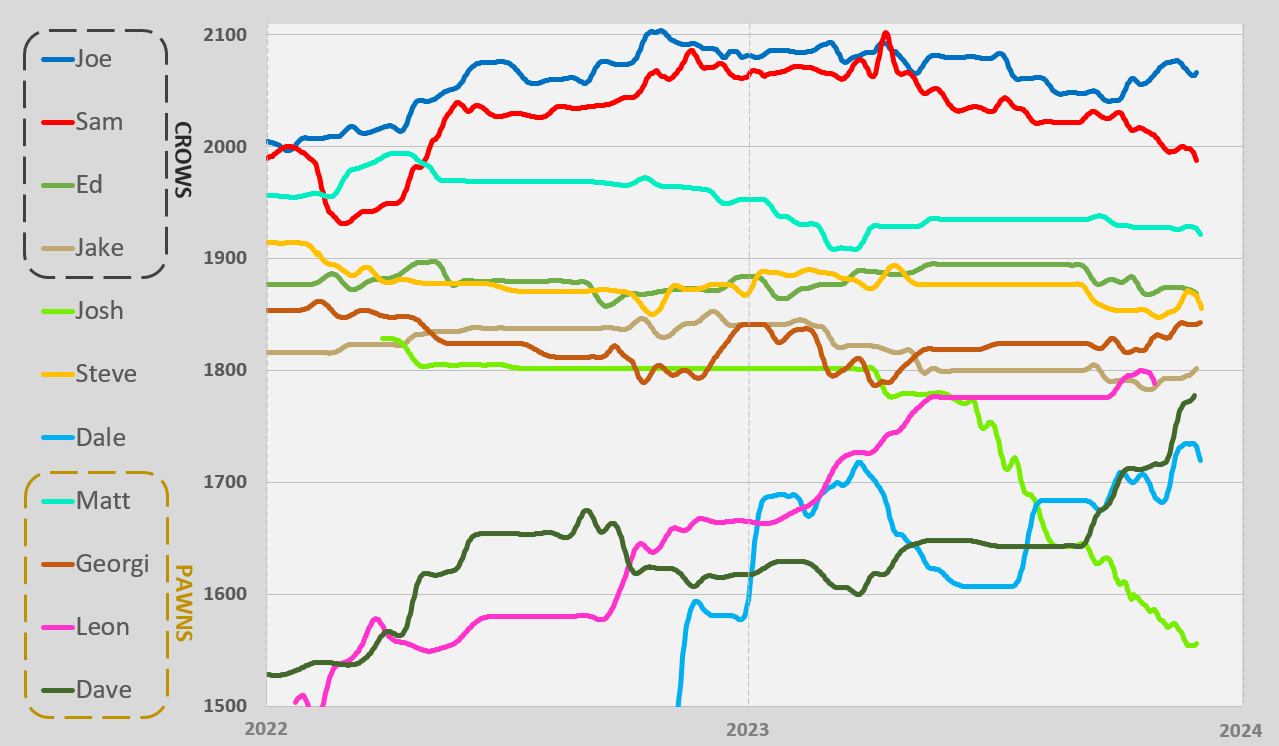 Joe
Sam
Ed
Jake
Josh
Steve
Dale
Matt
Georgi
Leon
Dave
CROWS
PAWNS
2100
2000
1900
1800
1700
1600
1500
2022
2023
2024